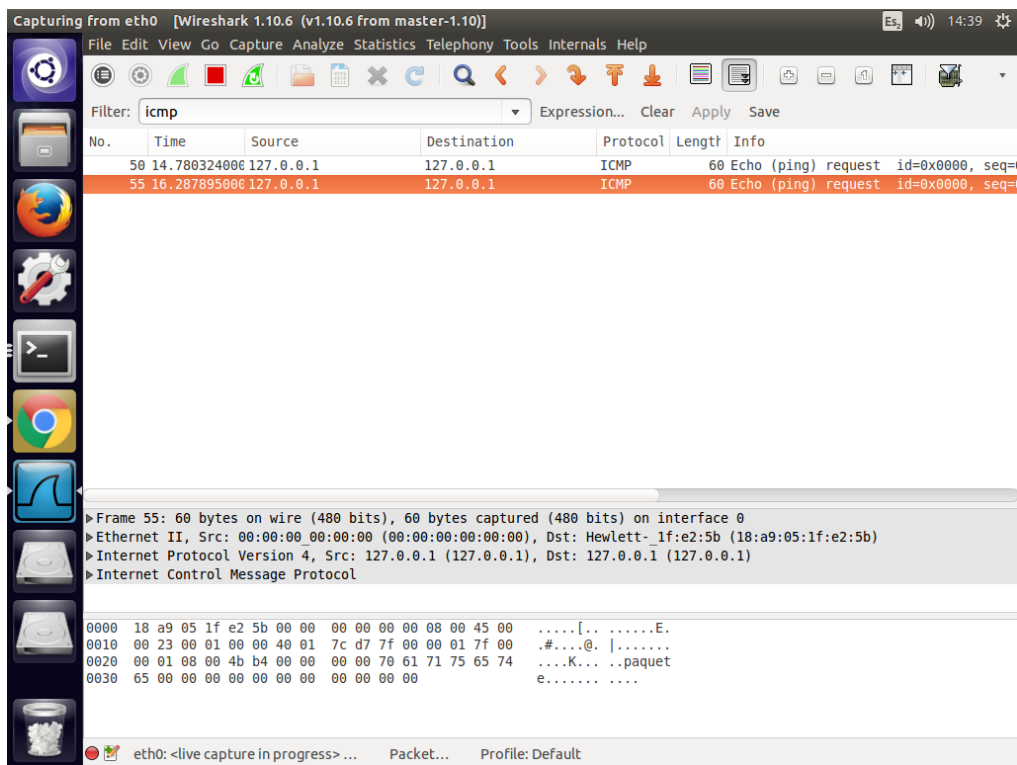 Capturing from eth0 [Wireshark 1.10.6 (v1.10.6 from master-1.10)] Es₂ 14:39
File Edit View Go Capture Analyze Statistics Telephony Tools Internals Help
Filter: icmp Expression... Clear Apply Save
No. Time Source Destination Protocol Length Info
50 14.780324000 127.0.0.1 127.0.0.1 ICMP 60 Echo (ping) request id=0x0000, seq=
55 16.287895000 127.0.0.1 127.0.0.1 ICMP 60 Echo (ping) request id=0x0000, seq=
Frame 55: 60 bytes on wire (480 bits), 60 bytes captured (480 bits) on interface 0
Ethernet II, Src: 00:00:00_00:00:00 (00:00:00:00:00:00), Dst: Hewlett-_1f:e2:5b (18:a9:05:1f:e2:5b)
Internet Protocol Version 4, Src: 127.0.0.1 (127.0.0.1), Dst: 127.0.0.1 (127.0.0.1)
Internet Control Message Protocol
0000 18 a9 05 1f e2 5b 00 00 00 00 00 00 08 00 45 00 .....[.. ......E.
0010 00 23 00 01 00 00 40 01 7c d7 7f 00 00 01 7f 00 .#....@. |.......
0020 00 01 08 00 4b b4 00 00 00 00 70 61 71 75 65 74 ....K... ..paquet
0030 65 00 00 00 00 00 00 00 00 00 00 00 e....... ....
eth0: <live capture in progress> ... Packet... Profile: Default